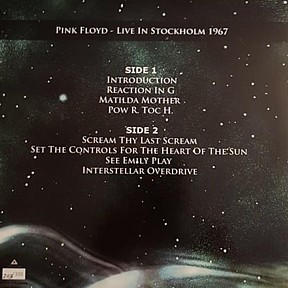 PINK FLOYD - LIVE IN STOCKHOLM 1967
SIDE 1
INTRODUCTION
REACTION IN G
MATILDA MOTHER
POW R. TOC H.
SIDE 2
SCREAM THY LAST SCREAM
SET THE CONTROLS FOR THE HEART OF THE SUN
SEE EMILY PLAY
INTERSTELLAR OVERDRIVE